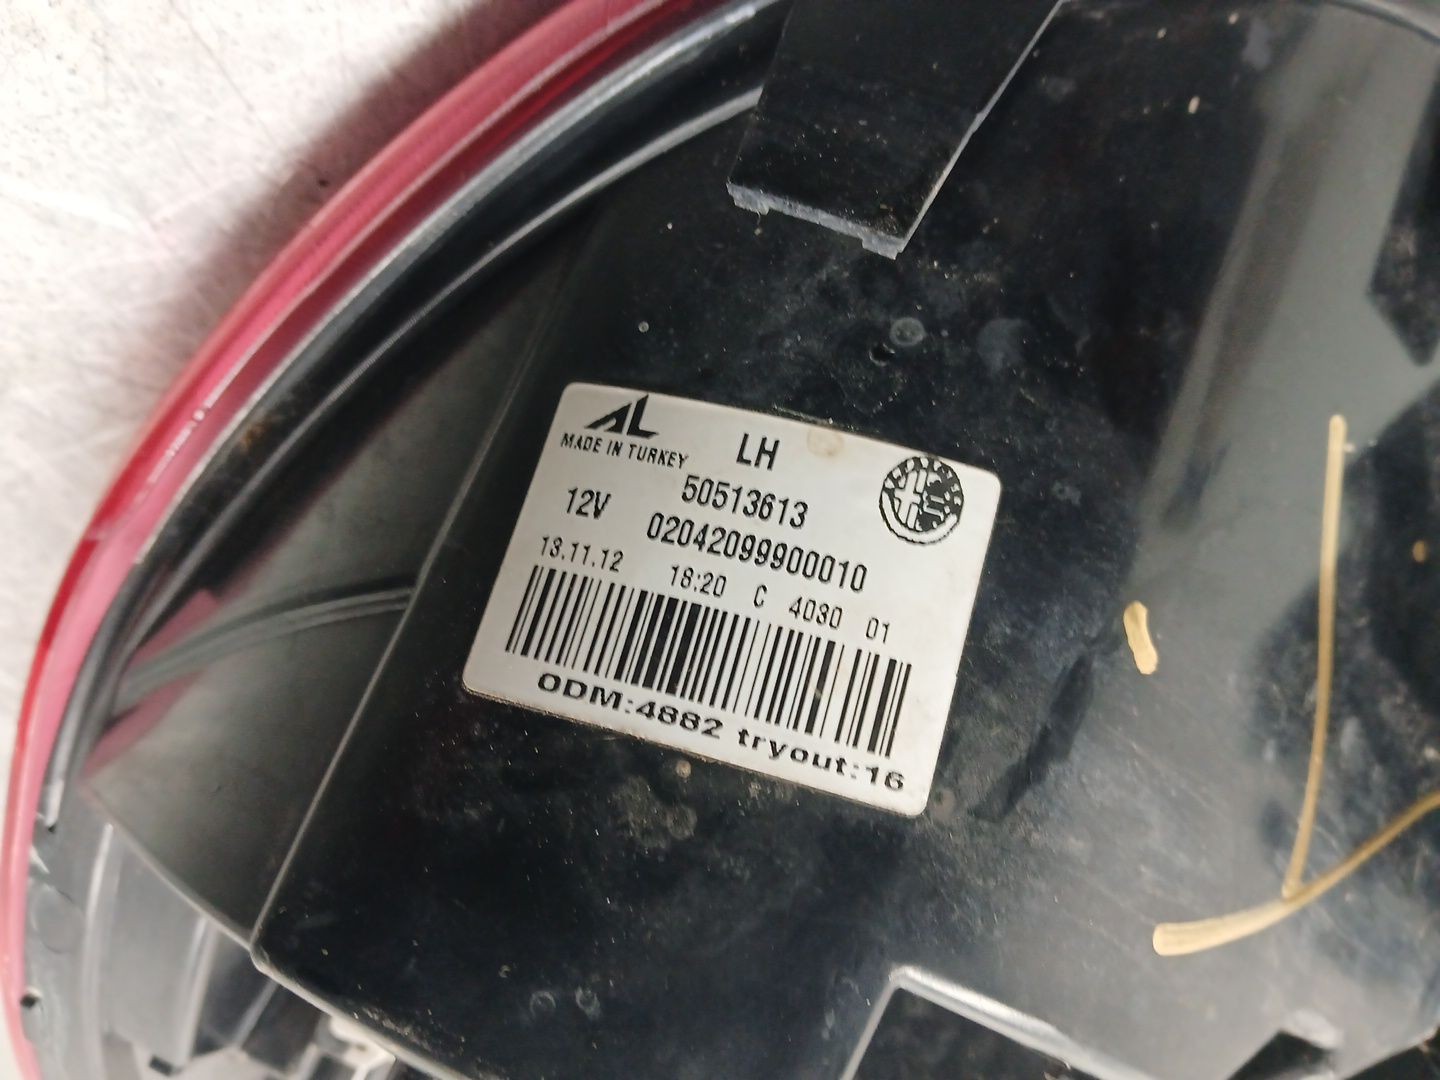 AL
MADE IN TURKEY
LH
50513613
12V
02042099900010
13.11.12 18:20 C 4030 01
ODM:4882 tryout:16